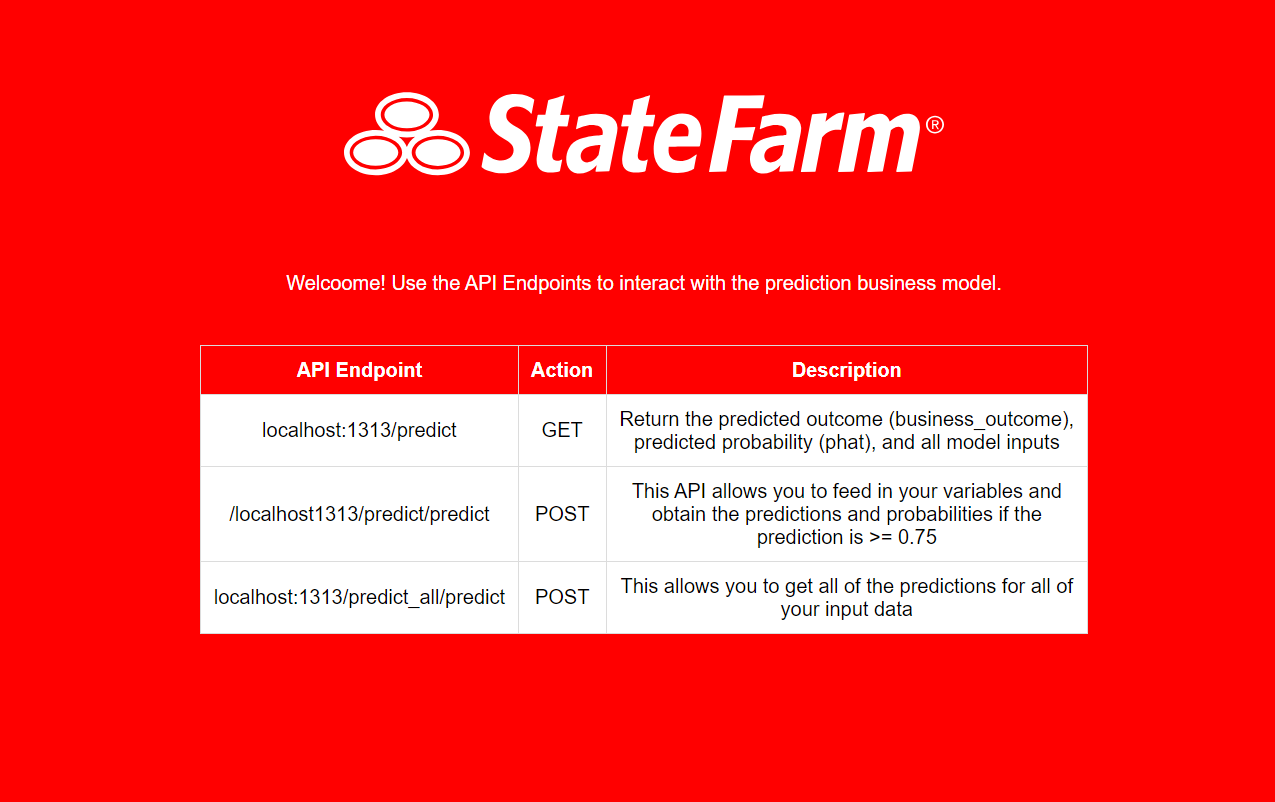 State Farm®
Welcoome! Use the API Endpoints to interact with the prediction business model.
API Endpoint Action Description
localhost:1313/predict GET Return the predicted outcome (business_outcome),
predicted probability (phat), and all model inputs
/localhost1313/predict/predict POST This API allows you to feed in your variables and
obtain the predictions and probabilities if the
prediction is >= 0.75
localhost:1313/predict_all/predict POST This allows you to get all of the predictions for all of
your input data